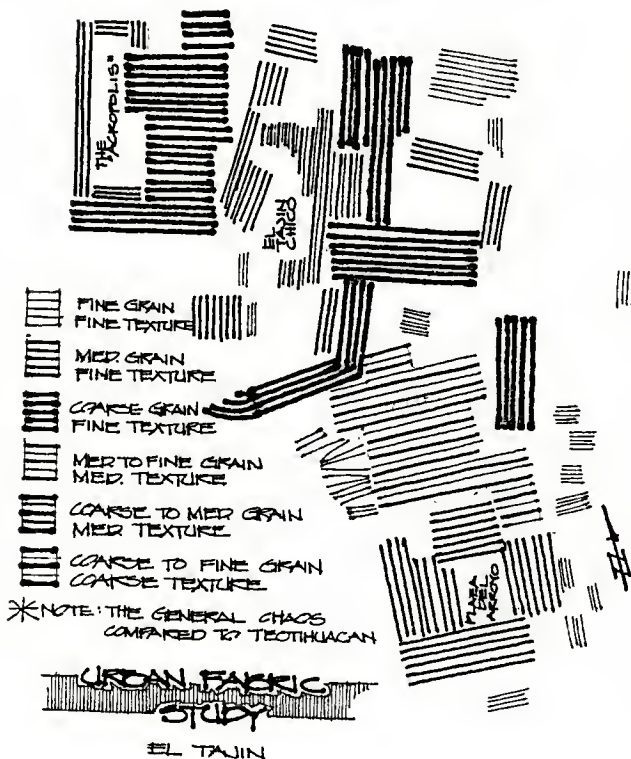 THE
"ACROPOLIS"
EL
TAJIN
CHICO
FINE GRAIN
FINE TEXTURE
MED. GRAIN
FINE TEXTURE
COARSE GRAIN
FINE TEXTURE
MED TO FINE GRAIN
MED. TEXTURE
COARSE TO MED GRAIN
MED TEXTURE
COARSE TO FINE GRAIN
COARSE TEXTURE
NOTE: THE GENERAL CHAOS
COMPARED TO TEOTIHUACAN
PLAZA
DEL
ARROYO
URBAN FABRIC
STUDY
EL TAJIN